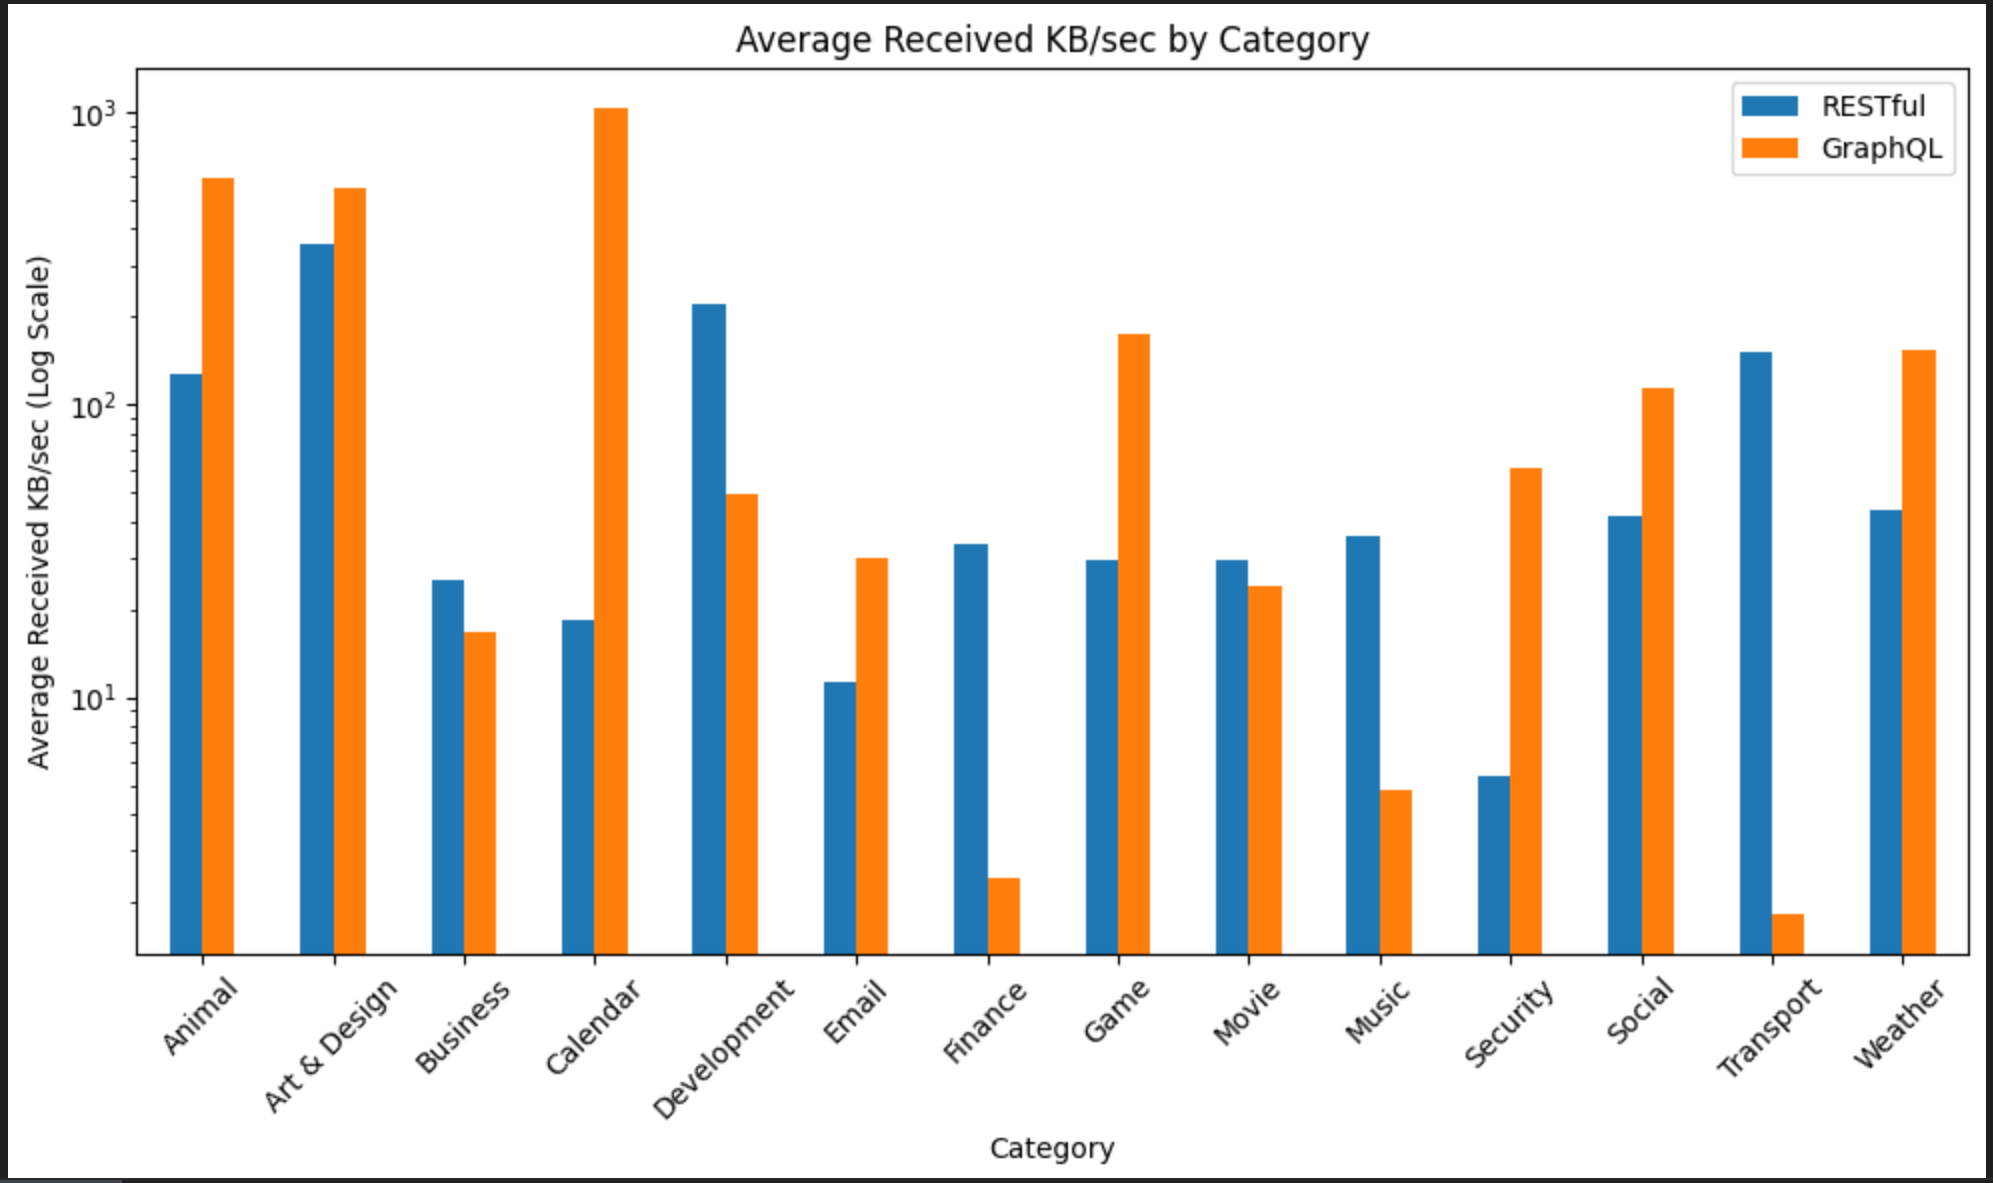 Average Received KB/sec by Category
RESTful
GraphQL
Average Received KB/sec (Log Scale)
10³
10²
10¹
Animal
Art & Design
Business
Calendar
Development
Email
Finance
Game
Movie
Music
Security
Social
Transport
Weather
Category